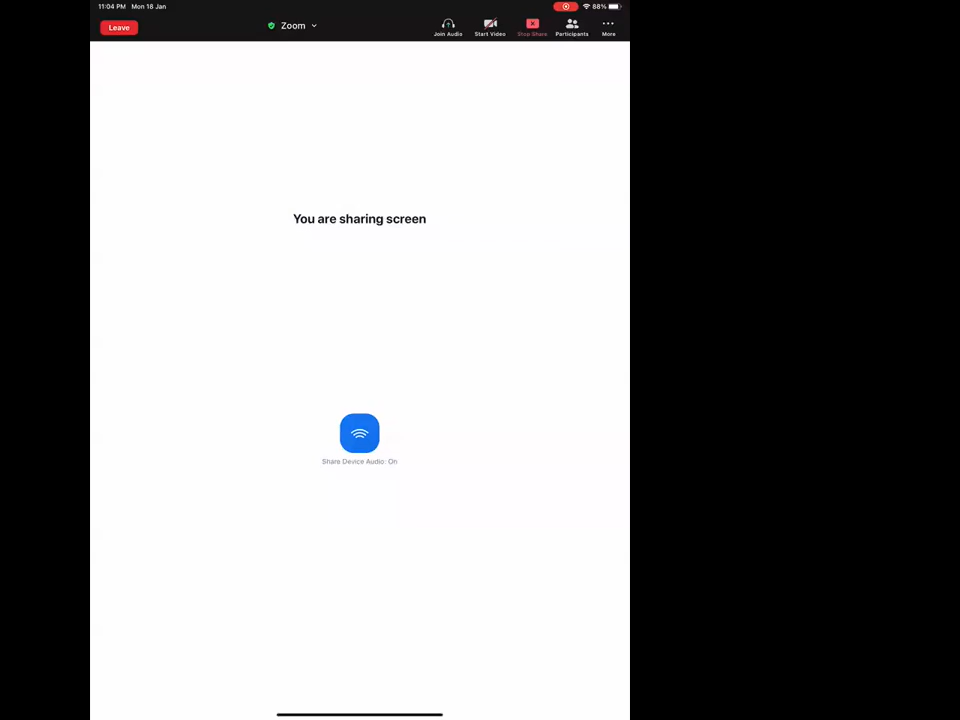 11:04 PM Mon 18 Jan
88%
Leave
Zoom
Join Audio
Start Video
Stop Share
Participants
More
You are sharing screen
Share Device Audio: On